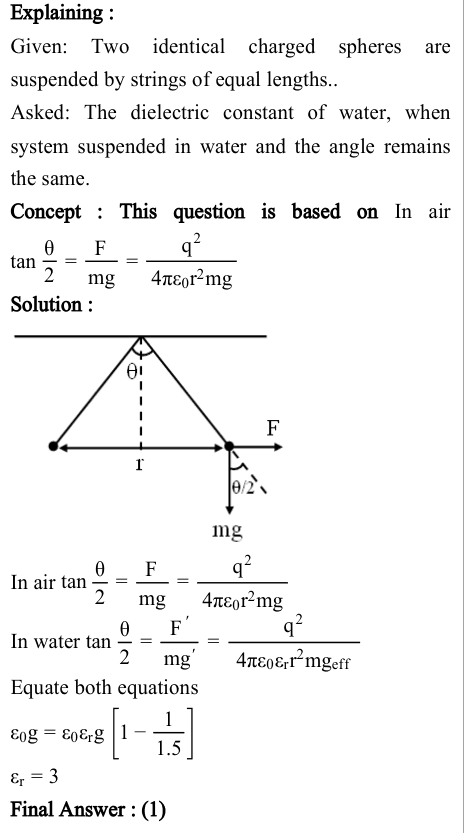 Explaining :
Given: Two identical charged spheres are
suspended by strings of equal lengths..
Asked: The dielectric constant of water, when
system suspended in water and the angle remains
the same.
Concept : This question is based on In air
tan θ/2 = F/mg = q²/4πε₀r²mg
Solution :
θ
F
r
θ/2
mg
In air tan θ/2 = F/mg = q²/4πε₀r²mg
In water tan θ/2 = F′/mg′ = q²/4πε₀εᵣr²mg_eff
Equate both equations
ε₀g = ε₀εᵣg [1 − 1/1.5]
εᵣ = 3
Final Answer : (1)